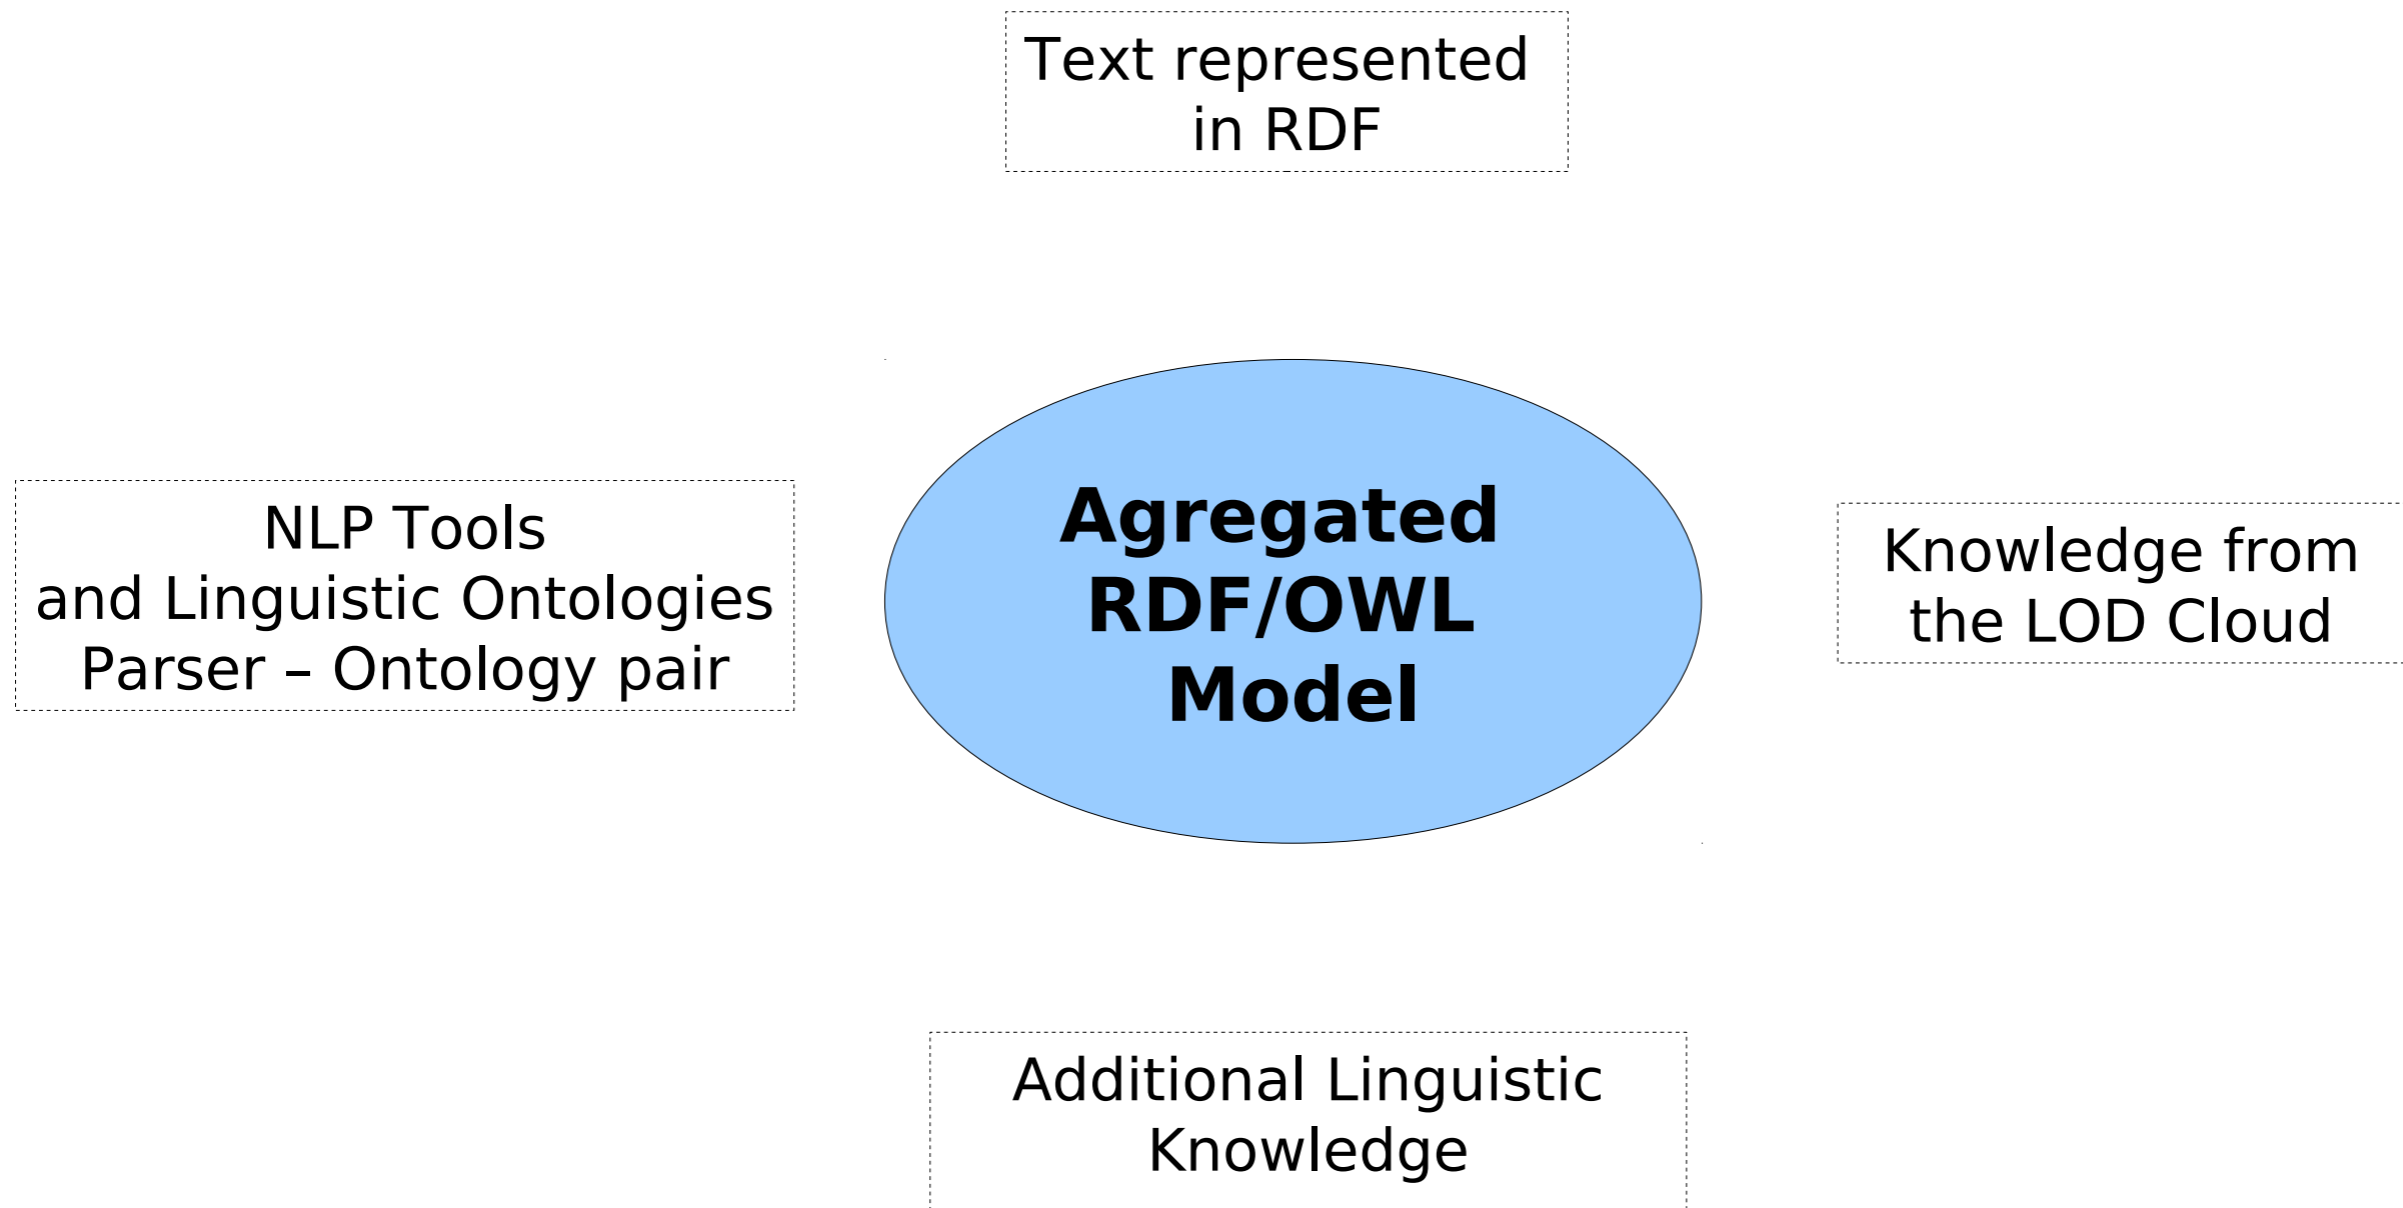 Text represented
in RDF
NLP Tools
and Linguistic Ontologies
Parser – Ontology pair
Agregated
RDF/OWL
Model
Knowledge from
the LOD Cloud
Additional Linguistic
Knowledge